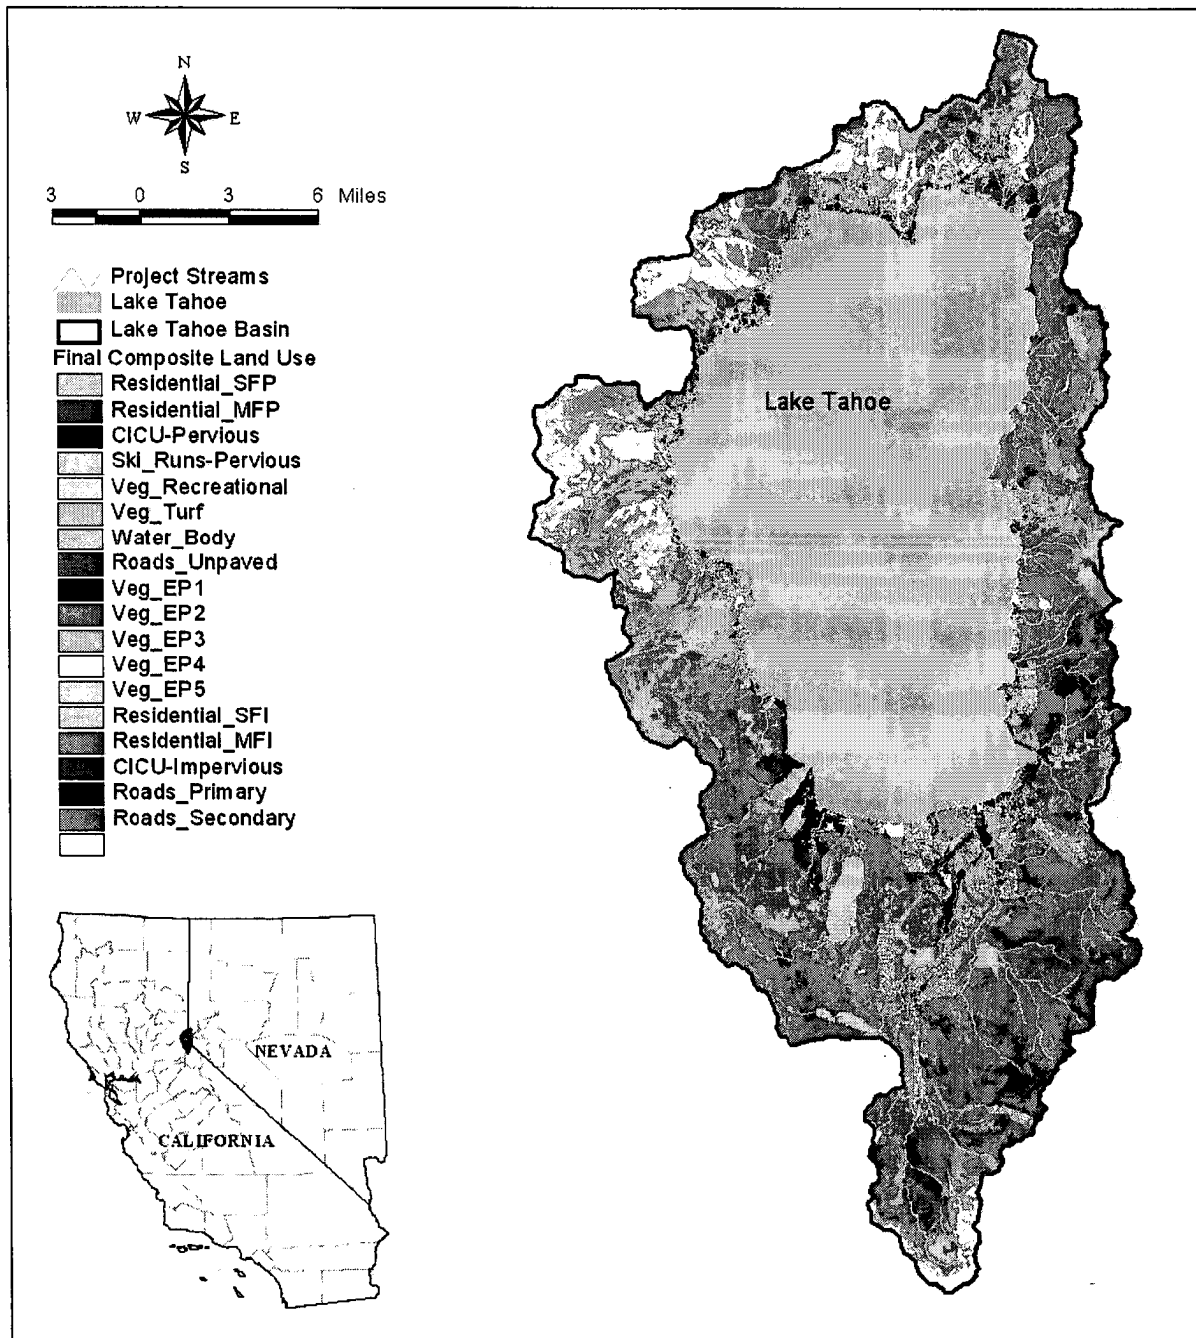 N
W E
S
3 0 3 6 Miles
Project Streams
Lake Tahoe
Lake Tahoe Basin
Final Composite Land Use
Residential_SFP
Residential_MFP
CICU-Pervious
Ski_Runs-Pervious
Veg_Recreational
Veg_Turf
Water_Body
Roads_Unpaved
Veg_EP1
Veg_EP2
Veg_EP3
Veg_EP4
Veg_EP5
Residential_SFI
Residential_MFI
CICU-Impervious
Roads_Primary
Roads_Secondary
Lake Tahoe
NEVADA
CALIFORNIA